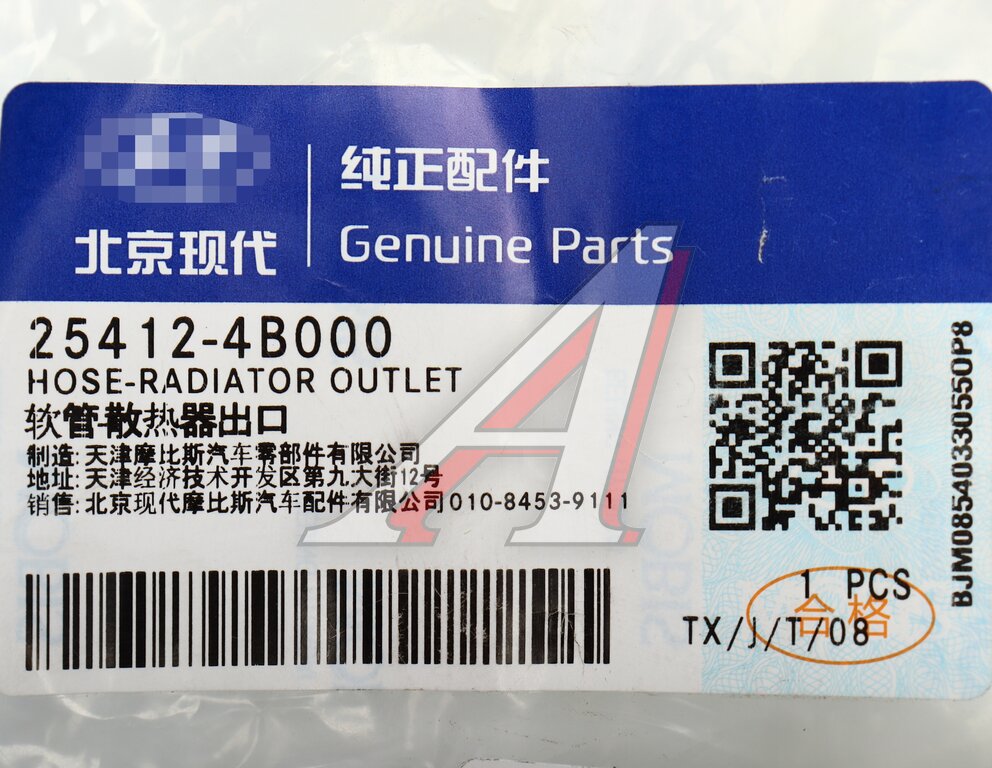 北京现代
纯正配件
Genuine Parts
25412-4B000
HOSE-RADIATOR OUTLET
软管散热器出口
制造: 天津摩比斯汽车零部件有限公司
地址: 天津经济技术开发区第九大街12号
销售: 北京现代摩比斯汽车配件有限公司010-8453-9111
1 PCS
合格
TX/J/T/08
BJM085403305550P8